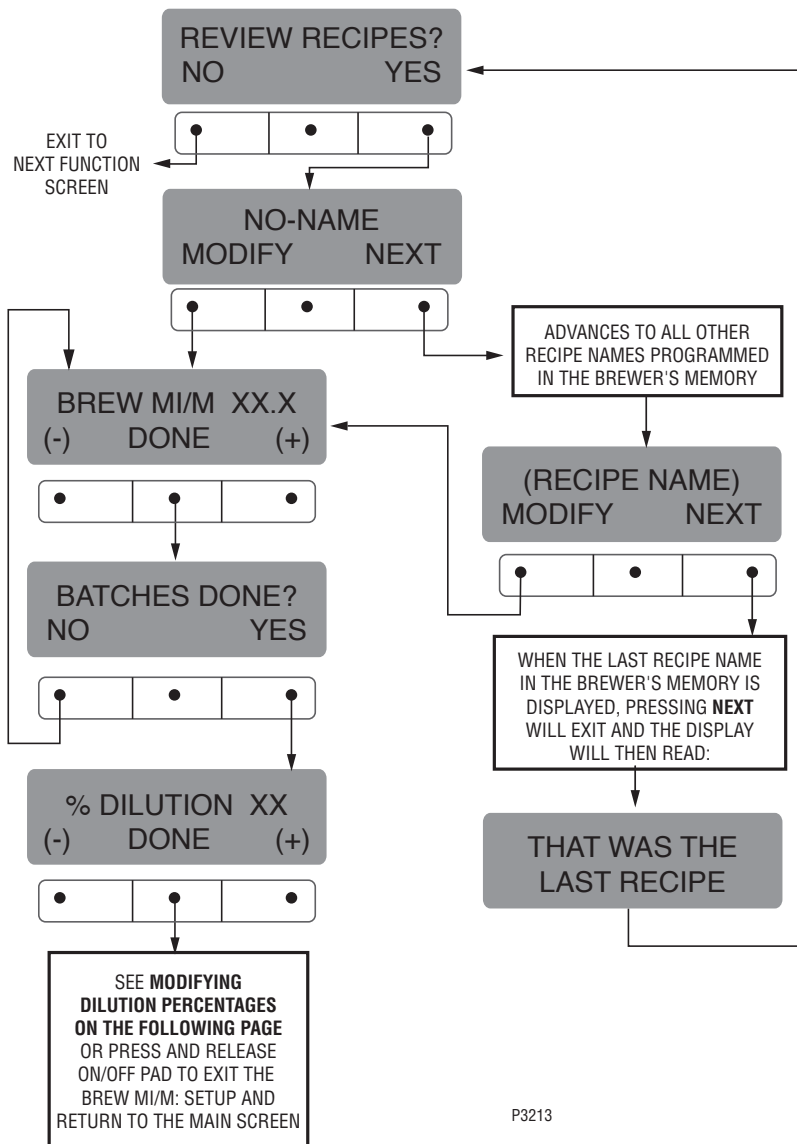 REVIEW RECIPES?
NO YES
EXIT TO
NEXT FUNCTION
SCREEN
NO-NAME
MODIFY NEXT
ADVANCES TO ALL OTHER
RECIPE NAMES PROGRAMMED
IN THE BREWER'S MEMORY
BREW MI/M XX.X
(-) DONE (+)
(RECIPE NAME)
MODIFY NEXT
BATCHES DONE?
NO YES
WHEN THE LAST RECIPE NAME
IN THE BREWER'S MEMORY IS
DISPLAYED, PRESSING NEXT
WILL EXIT AND THE DISPLAY
WILL THEN READ:
% DILUTION XX
(-) DONE (+)
THAT WAS THE
LAST RECIPE
SEE MODIFYING
DILUTION PERCENTAGES
ON THE FOLLOWING PAGE
OR PRESS AND RELEASE
ON/OFF PAD TO EXIT THE
BREW MI/M: SETUP AND
RETURN TO THE MAIN SCREEN
P3213